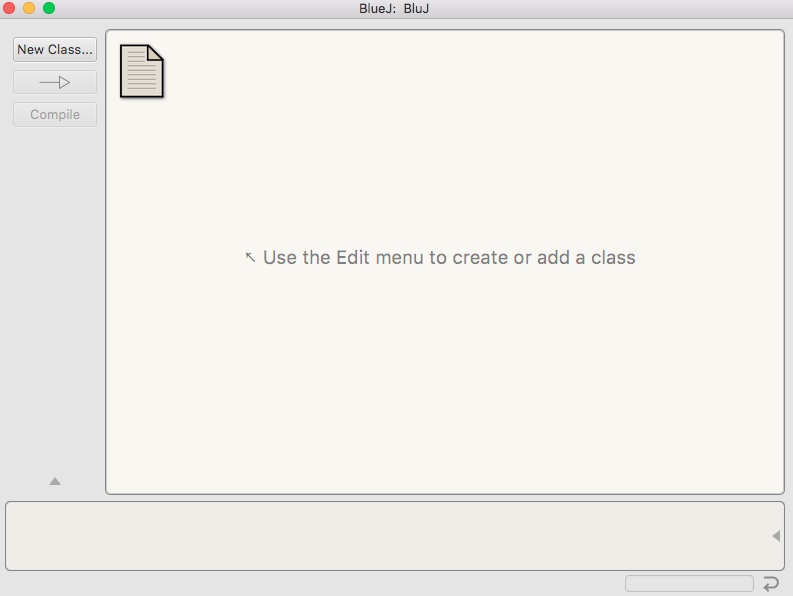 BlueJ: BluJ
New Class...
Compile
↖ Use the Edit menu to create or add a class